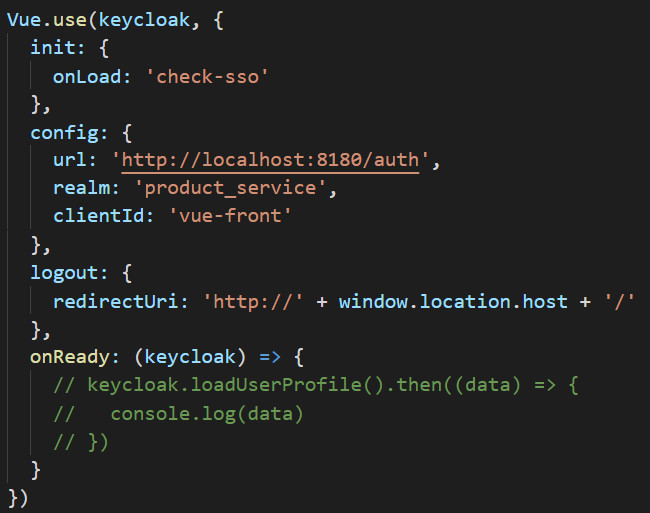 Vue.use(keycloak, {
  init: {
    onLoad: 'check-sso'
  },
  config: {
    url: 'http://localhost:8180/auth',
    realm: 'product_service',
    clientId: 'vue-front'
  },
  logout: {
    redirectUri: 'http://' + window.location.host + '/'
  },
  onReady: (keycloak) => {
    // keycloak.loadUserProfile().then((data) => {
    //   console.log(data)
    // })
  }
})